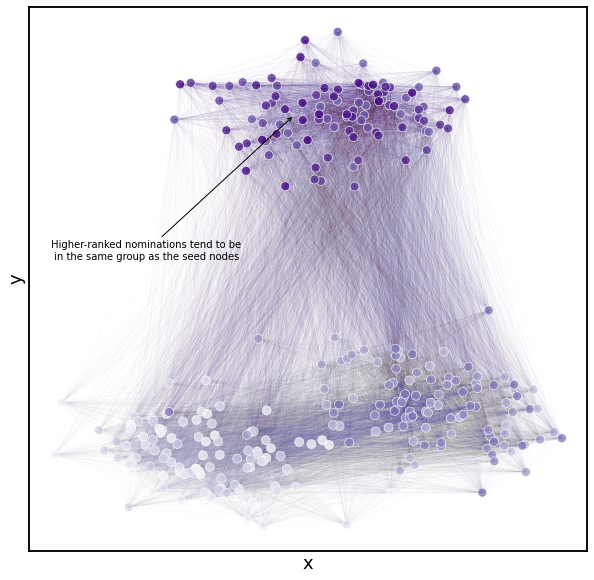 Higher-ranked nominations tend to be
in the same group as the seed nodes
y
x